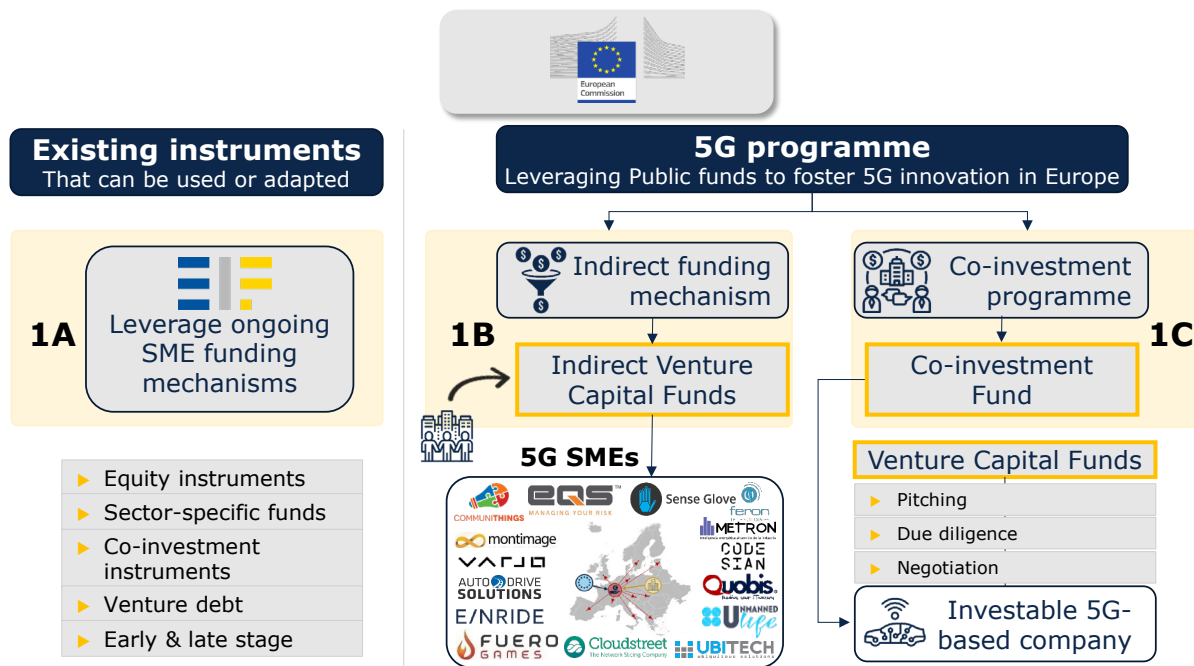 European
Commission
Existing instruments
That can be used or adapted
5G programme
Leveraging Public funds to foster 5G innovation in Europe
1A
EIF
Leverage ongoing
SME funding
mechanisms
Equity instruments
Sector-specific funds
Co-investment
instruments
Venture debt
Early & late stage
1B
Indirect funding
mechanism
Indirect Venture
Capital Funds
5G SMEs
COMMUNITHINGS
EQS™
MANAGING YOUR RISK
Sense Glove
feron
METRON
montimage
VARJO
CODE
SIAN
AUTO DRIVE
SOLUTIONS
Quobis®
E/NRIDE
UNMANNED
life
FUERO
GAMES
Cloudstreet
The Network Slicing Company
UBITECH
ubiquitous solutions
1C
Co-investment
programme
Co-investment
Fund
Venture Capital Funds
Pitching
Due diligence
Negotiation
Investable 5G-
based company